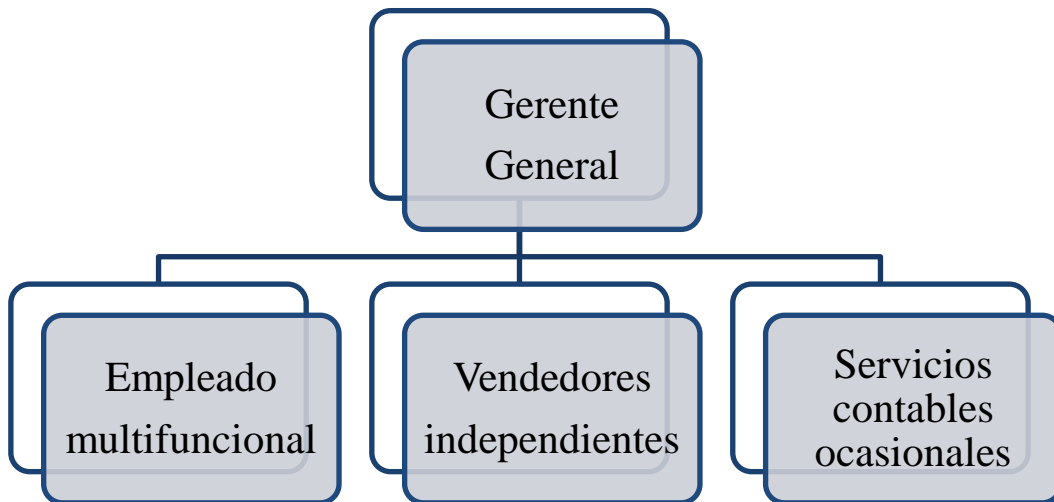 Gerente
General
Empleado
multifuncional
Vendedores
independientes
Servicios
contables
ocasionales